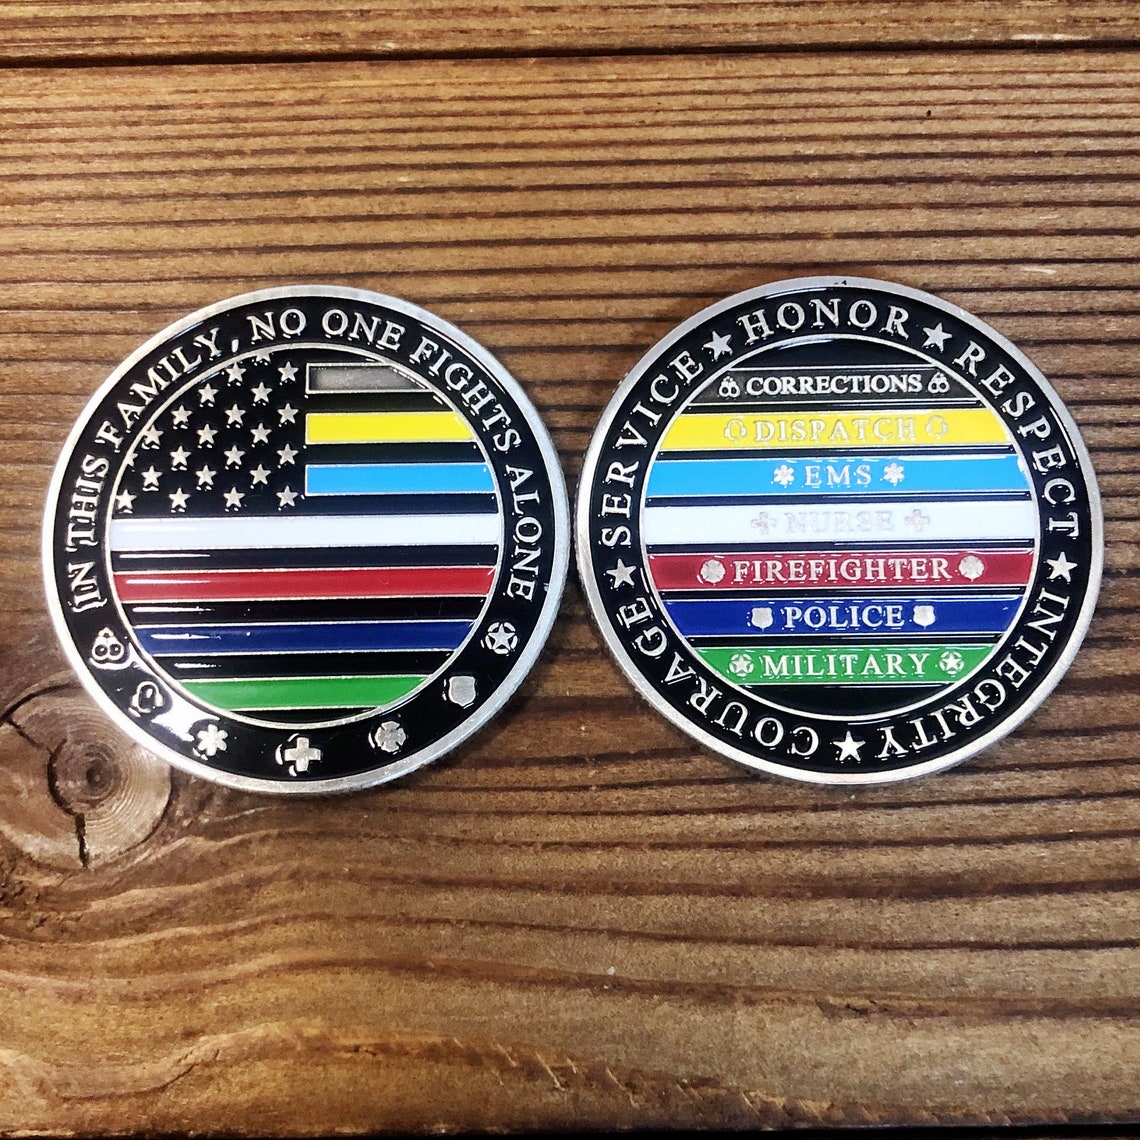 IN THIS FAMILY, NO ONE FIGHTS ALONE
SERVICE ★ HONOR ★ RESPECT ★ INTEGRITY ★ COURAGE ★
CORRECTIONS
DISPATCH
EMS
NURSE
FIREFIGHTER
POLICE
MILITARY